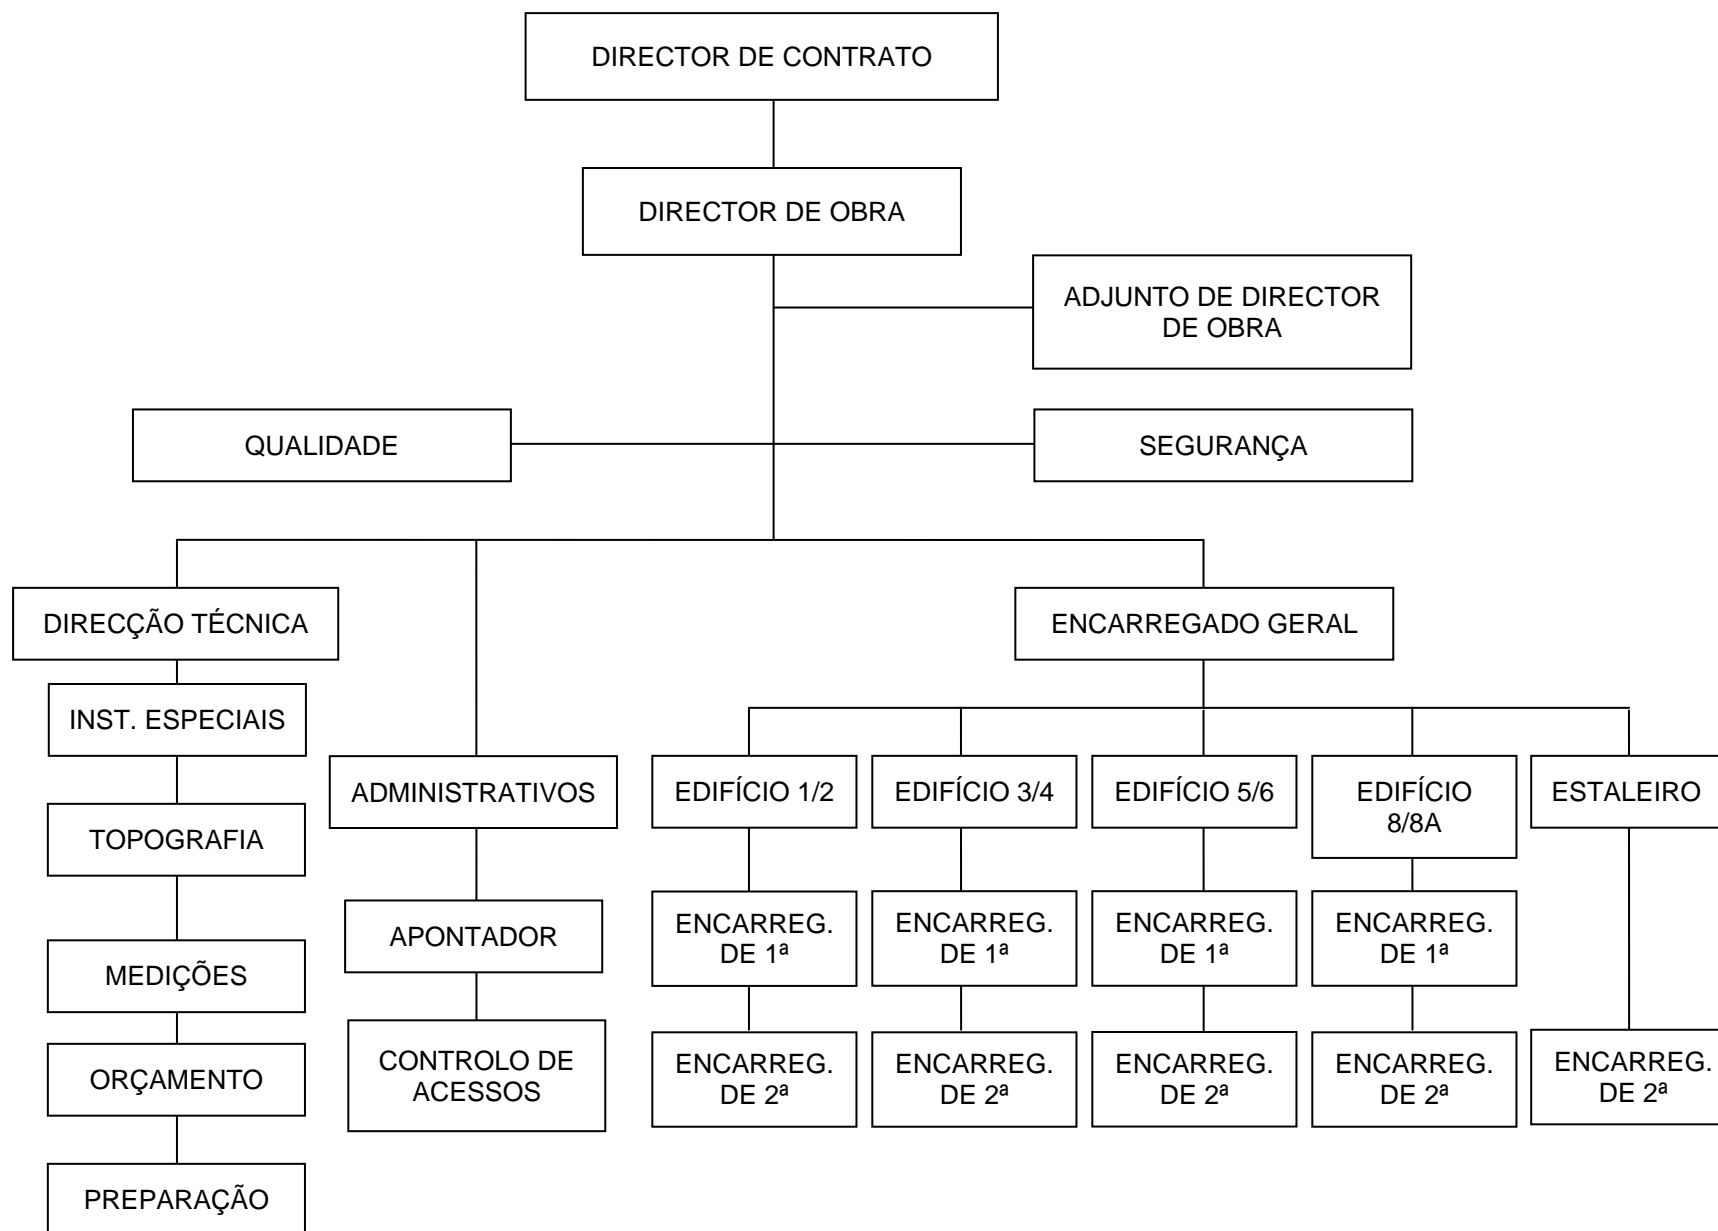 DIRECTOR DE CONTRATO
DIRECTOR DE OBRA
ADJUNTO DE DIRECTOR
DE OBRA
QUALIDADE
SEGURANÇA
DIRECÇÃO TÉCNICA
ENCARREGADO GERAL
INST. ESPECIAIS
TOPOGRAFIA
MEDIÇÕES
ORÇAMENTO
PREPARAÇÃO
ADMINISTRATIVOS
APONTADOR
CONTROLO DE
ACESSOS
EDIFÍCIO 1/2
ENCARREG.
DE 1ª
ENCARREG.
DE 2ª
EDIFÍCIO 3/4
ENCARREG.
DE 1ª
ENCARREG.
DE 2ª
EDIFÍCIO 5/6
ENCARREG.
DE 1ª
ENCARREG.
DE 2ª
EDIFÍCIO
8/8A
ENCARREG.
DE 1ª
ENCARREG.
DE 2ª
ESTALEIRO
ENCARREG.
DE 2ª